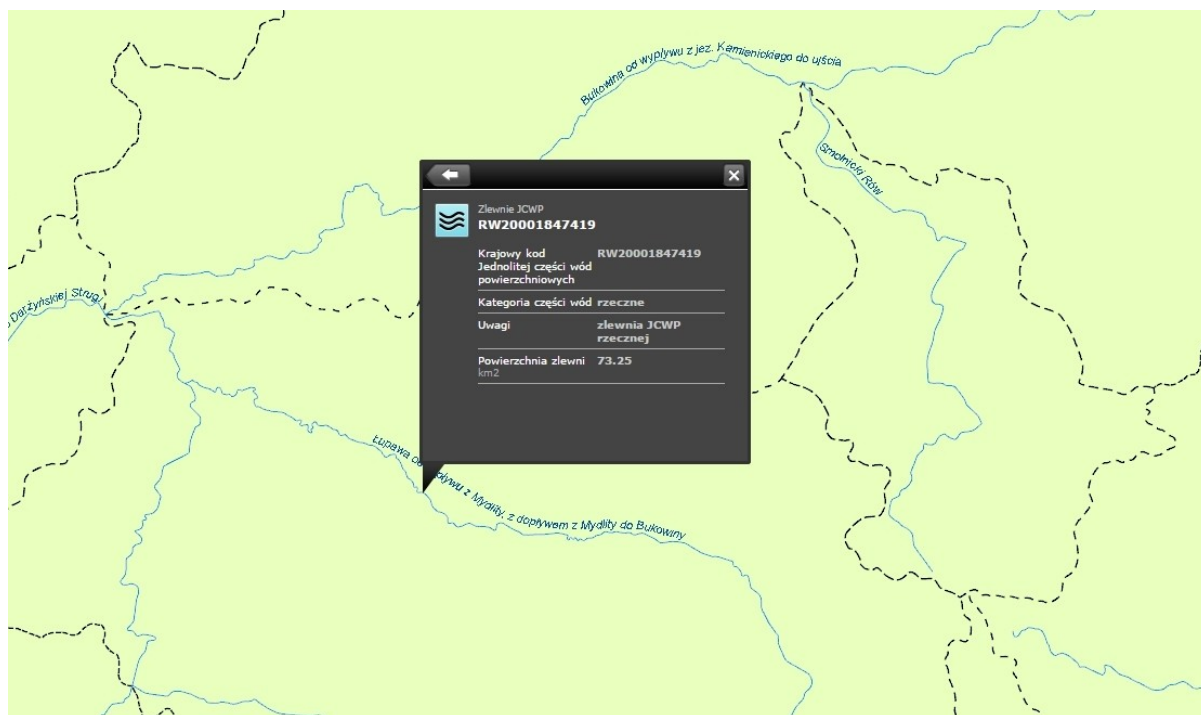 Bukowina od wypływu z jez. Kamienickiego do ujścia
Smolnicki Rów
Zlewnie JCWP
RW20001847419
Krajowy kod RW20001847419
Jednolitej części wód
powierzchniowych
Kategoria części wód rzeczne
Uwagi zlewnia JCWP
rzecznej
Powierzchnia zlewni 73.25
km2
Darżyńskiej Strugi
Łupawa od dopływu z Mydlity, z dopływem z Mydlity do Bukowiny